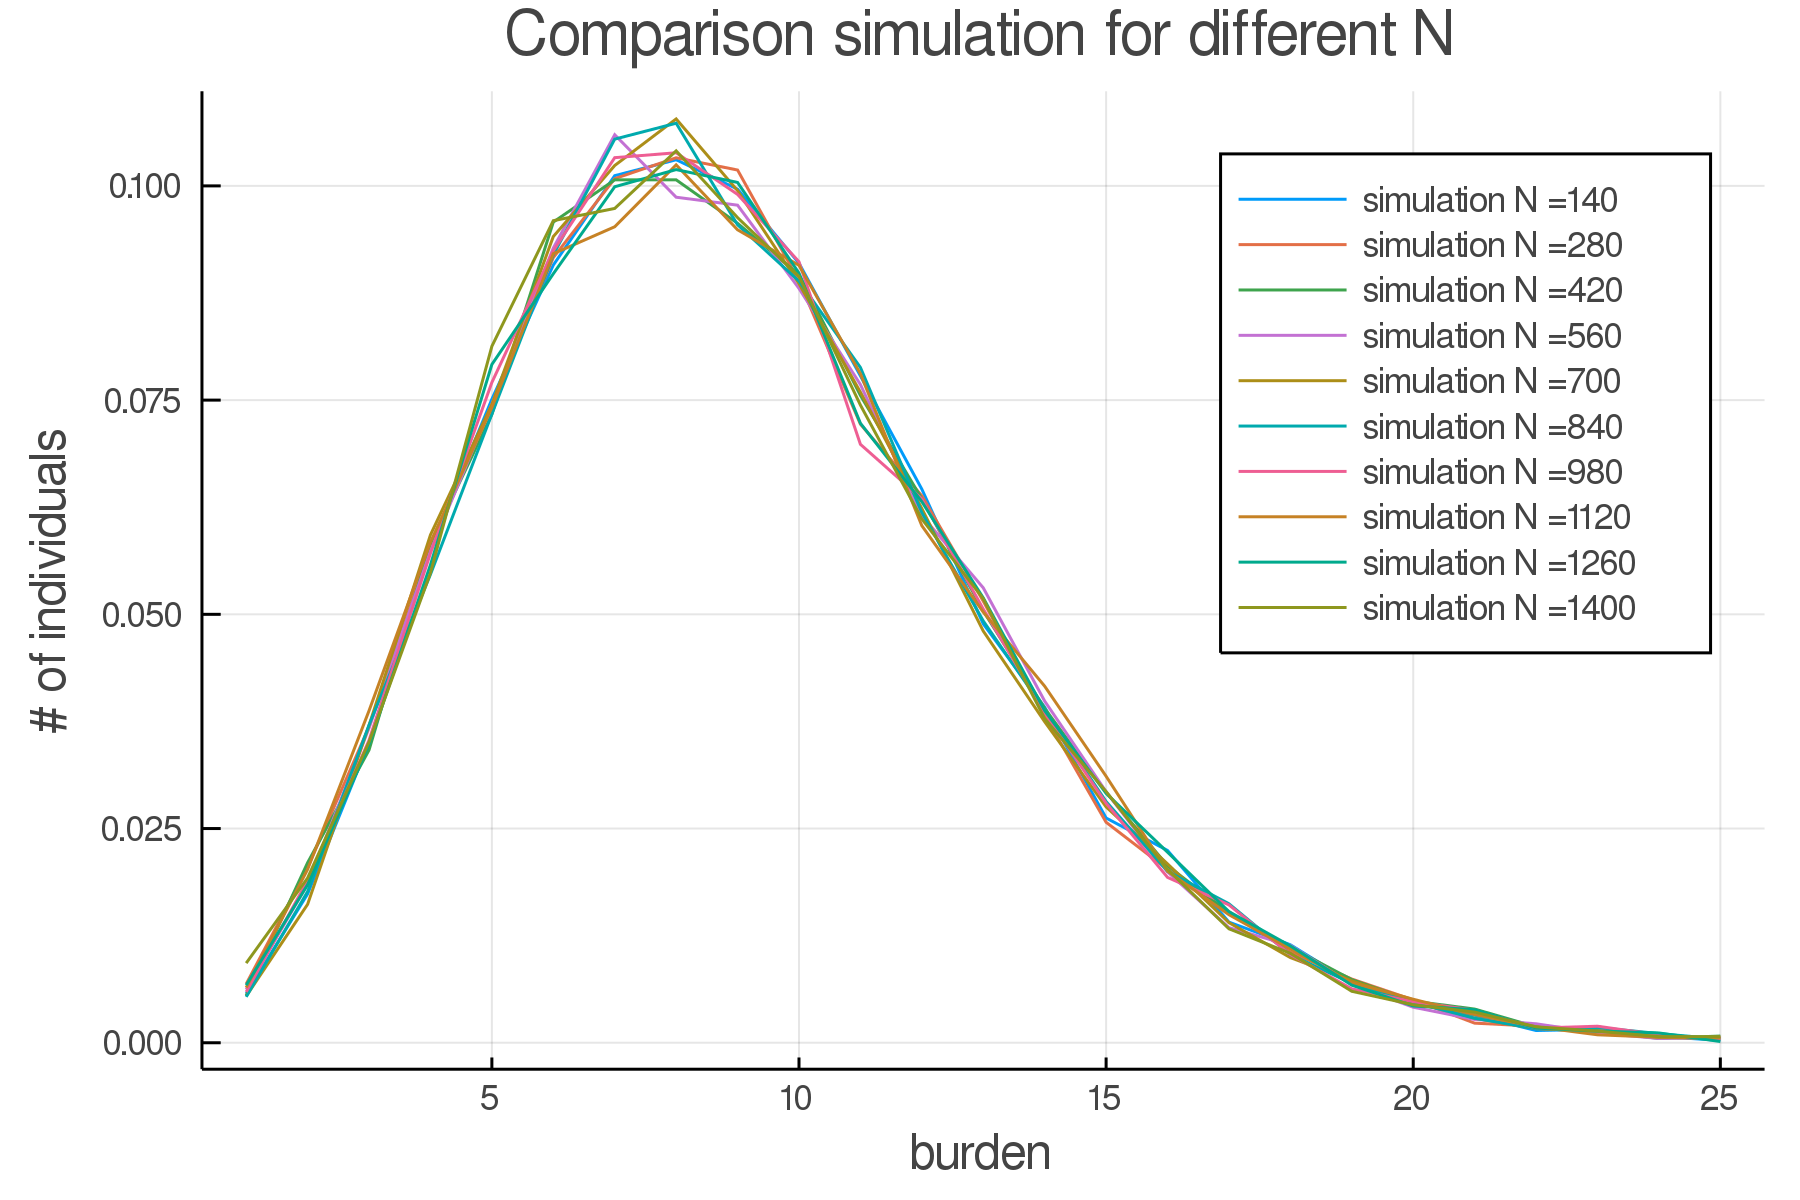 Comparison simulation for different N
# of individuals
0.100
0.075
0.050
0.025
0.000
simulation N =140
simulation N =280
simulation N =420
simulation N =560
simulation N =700
simulation N =840
simulation N =980
simulation N =1120
simulation N =1260
simulation N =1400
5
10
15
20
25
burden